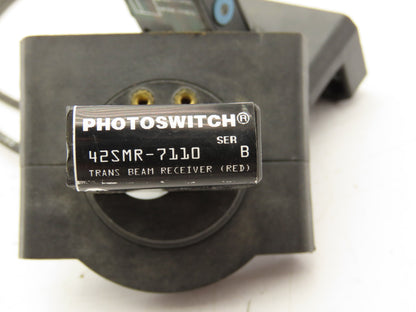 PHOTOSWITCH®
SER
42SMR-7110 B
TRANS BEAM RECEIVER (RED)